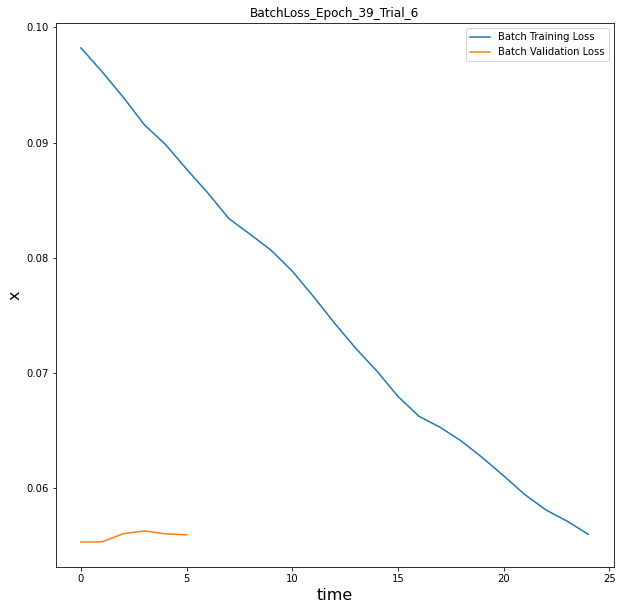 BatchLoss_Epoch_39_Trial_6
Batch Training Loss
Batch Validation Loss
0.10
0.09
0.08
0.07
0.06
x
0 5 10 15 20 25
time